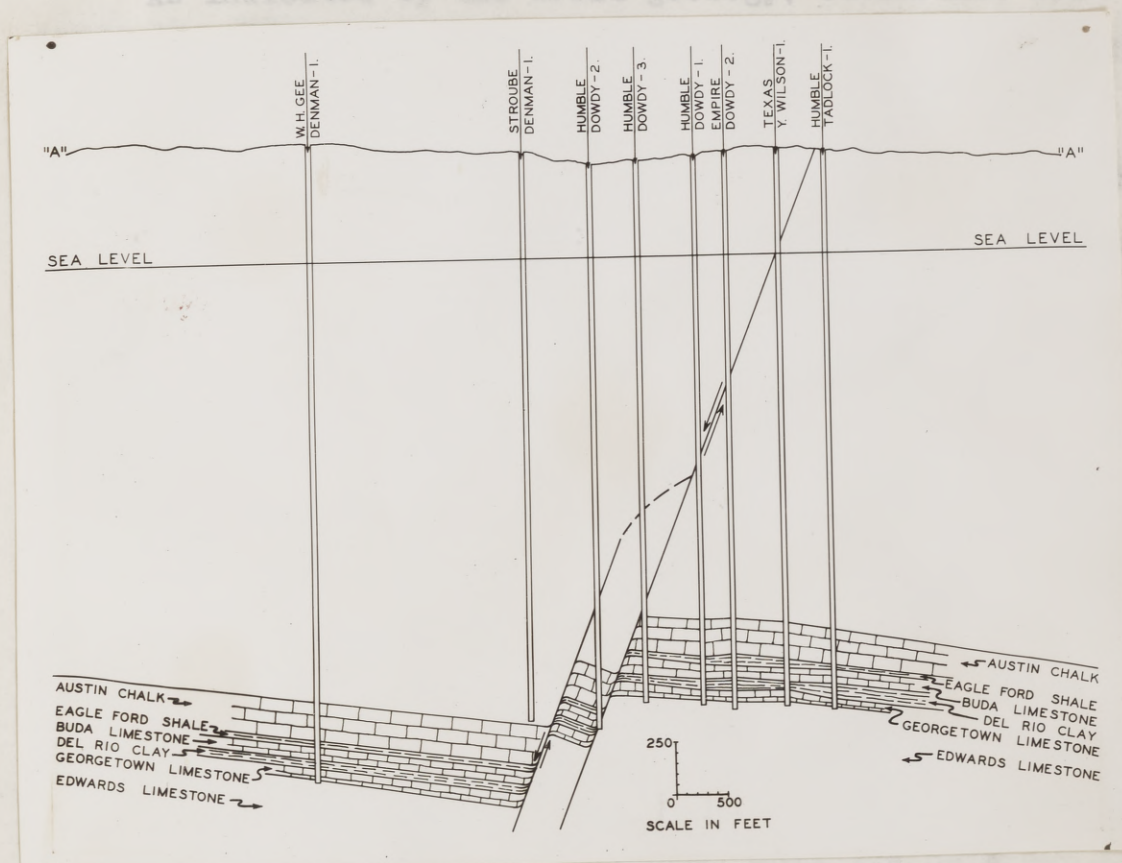 W. H. GEE
DENMAN-1.
STROUBE
DENMAN-1.
HUMBLE
DOWDY-2.
HUMBLE
DOWDY-3.
HUMBLE
DOWDY-1.
EMPIRE
DOWDY-2.
TEXAS
Y. WILSON-1.
HUMBLE
TADLOCK-1.
"A"
"A"
SEA LEVEL
SEA LEVEL
AUSTIN CHALK
EAGLE FORD SHALE
BUDA LIMESTONE
DEL RIO CLAY
GEORGETOWN LIMESTONE
EDWARDS LIMESTONE
AUSTIN CHALK
EAGLE FORD SHALE
BUDA LIMESTONE
DEL RIO CLAY
GEORGETOWN LIMESTONE
EDWARDS LIMESTONE
250
0 500
SCALE IN FEET